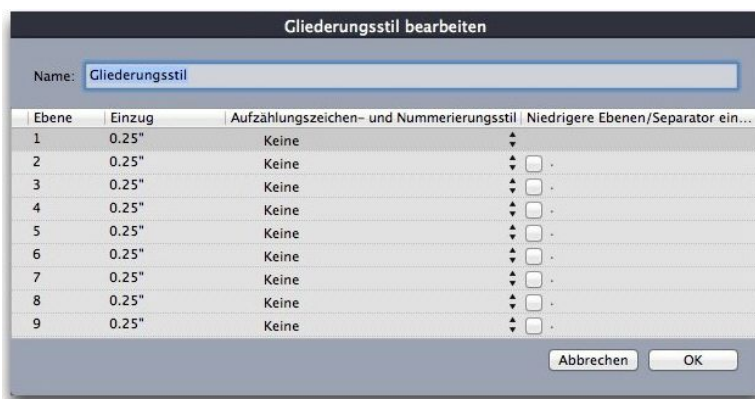 Gliederungsstil bearbeiten
Name: Gliederungsstil
Ebene Einzug Aufzählungszeichen- und Nummerierungsstil Niedrigere Ebenen/Separator ein...
1 0.25" Keine
2 0.25" Keine .
3 0.25" Keine .
4 0.25" Keine .
5 0.25" Keine .
6 0.25" Keine .
7 0.25" Keine .
8 0.25" Keine .
9 0.25" Keine .
Abbrechen OK